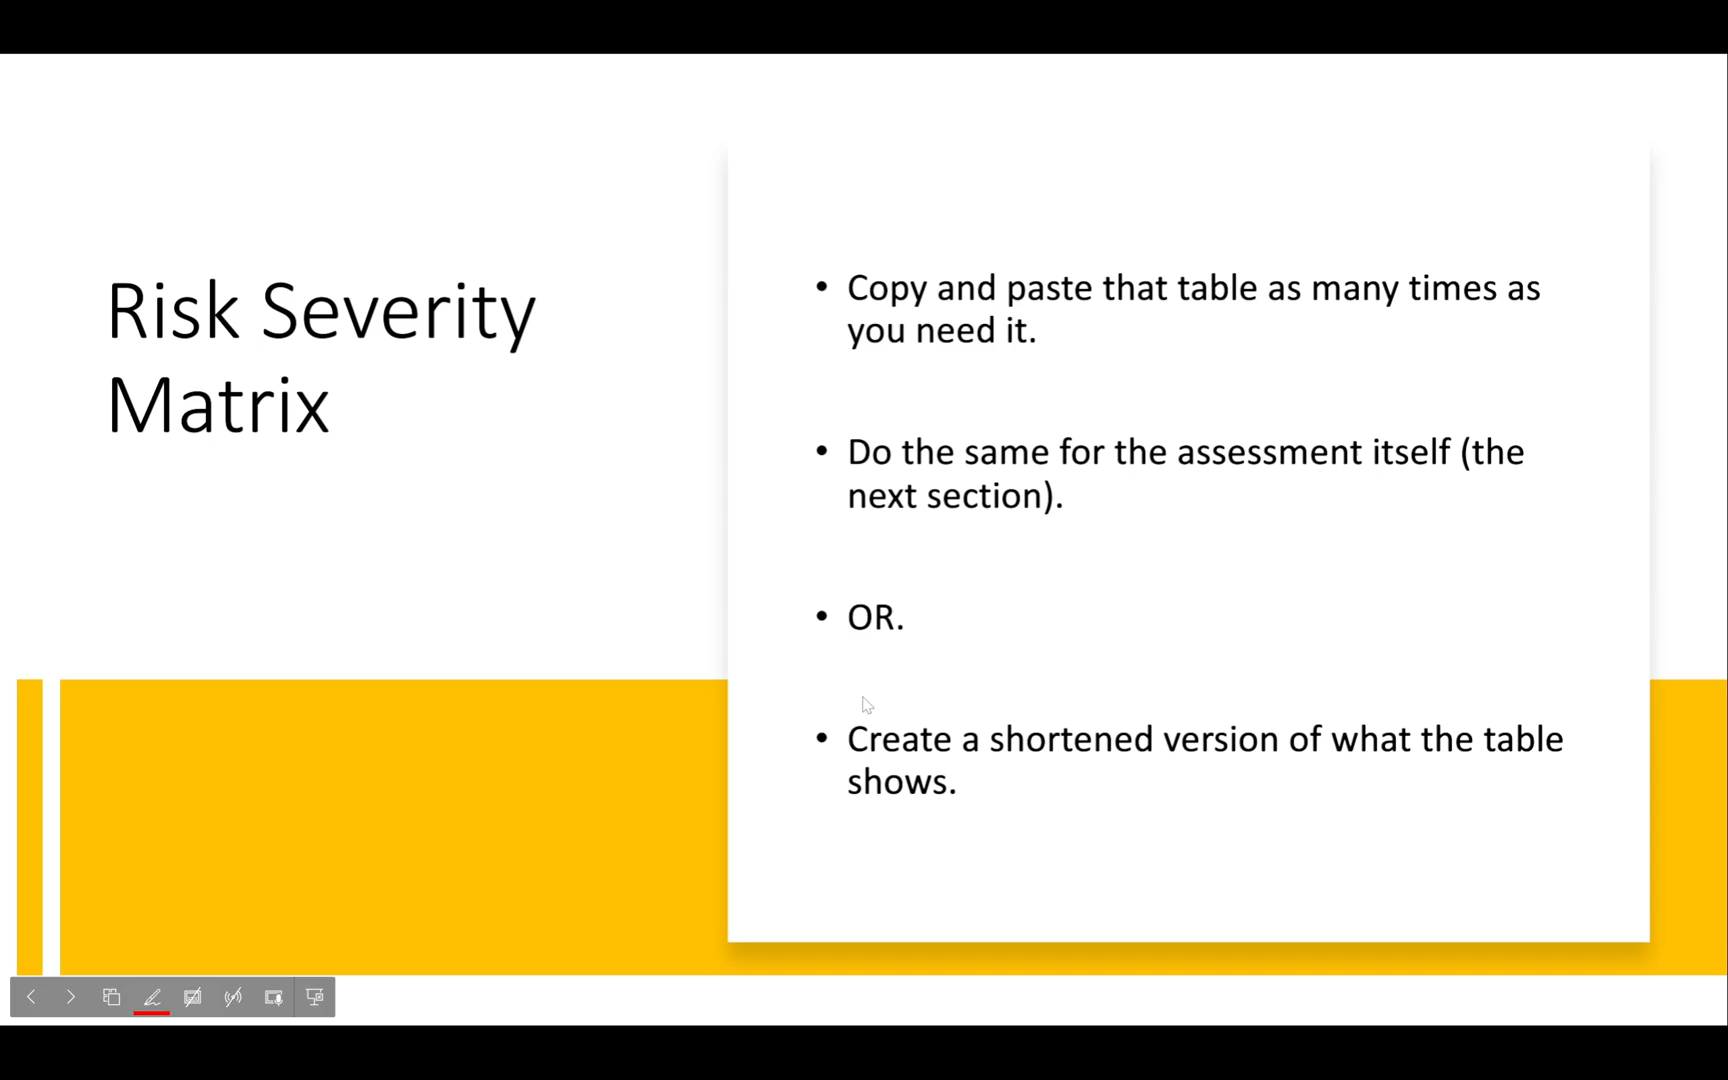 Risk Severity
Matrix
• Copy and paste that table as many times as
you need it.
• Do the same for the assessment itself (the
next section).
• OR.
• Create a shortened version of what the table
shows.